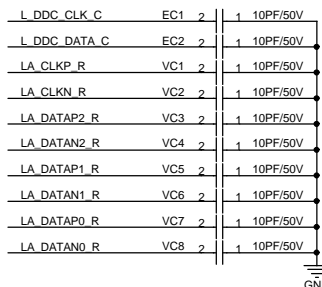 L_DDC_CLK_C EC1 2 1 10PF/50V
L_DDC_DATA_C EC2 2 1 10PF/50V
LA_CLKP_R VC1 2 1 10PF/50V
LA_CLKN_R VC2 2 1 10PF/50V
LA_DATAP2_R VC3 2 1 10PF/50V
LA_DATAN2_R VC4 2 1 10PF/50V
LA_DATAP1_R VC5 2 1 10PF/50V
LA_DATAN1_R VC6 2 1 10PF/50V
LA_DATAP0_R VC7 2 1 10PF/50V
LA_DATAN0_R VC8 2 1 10PF/50V
GN